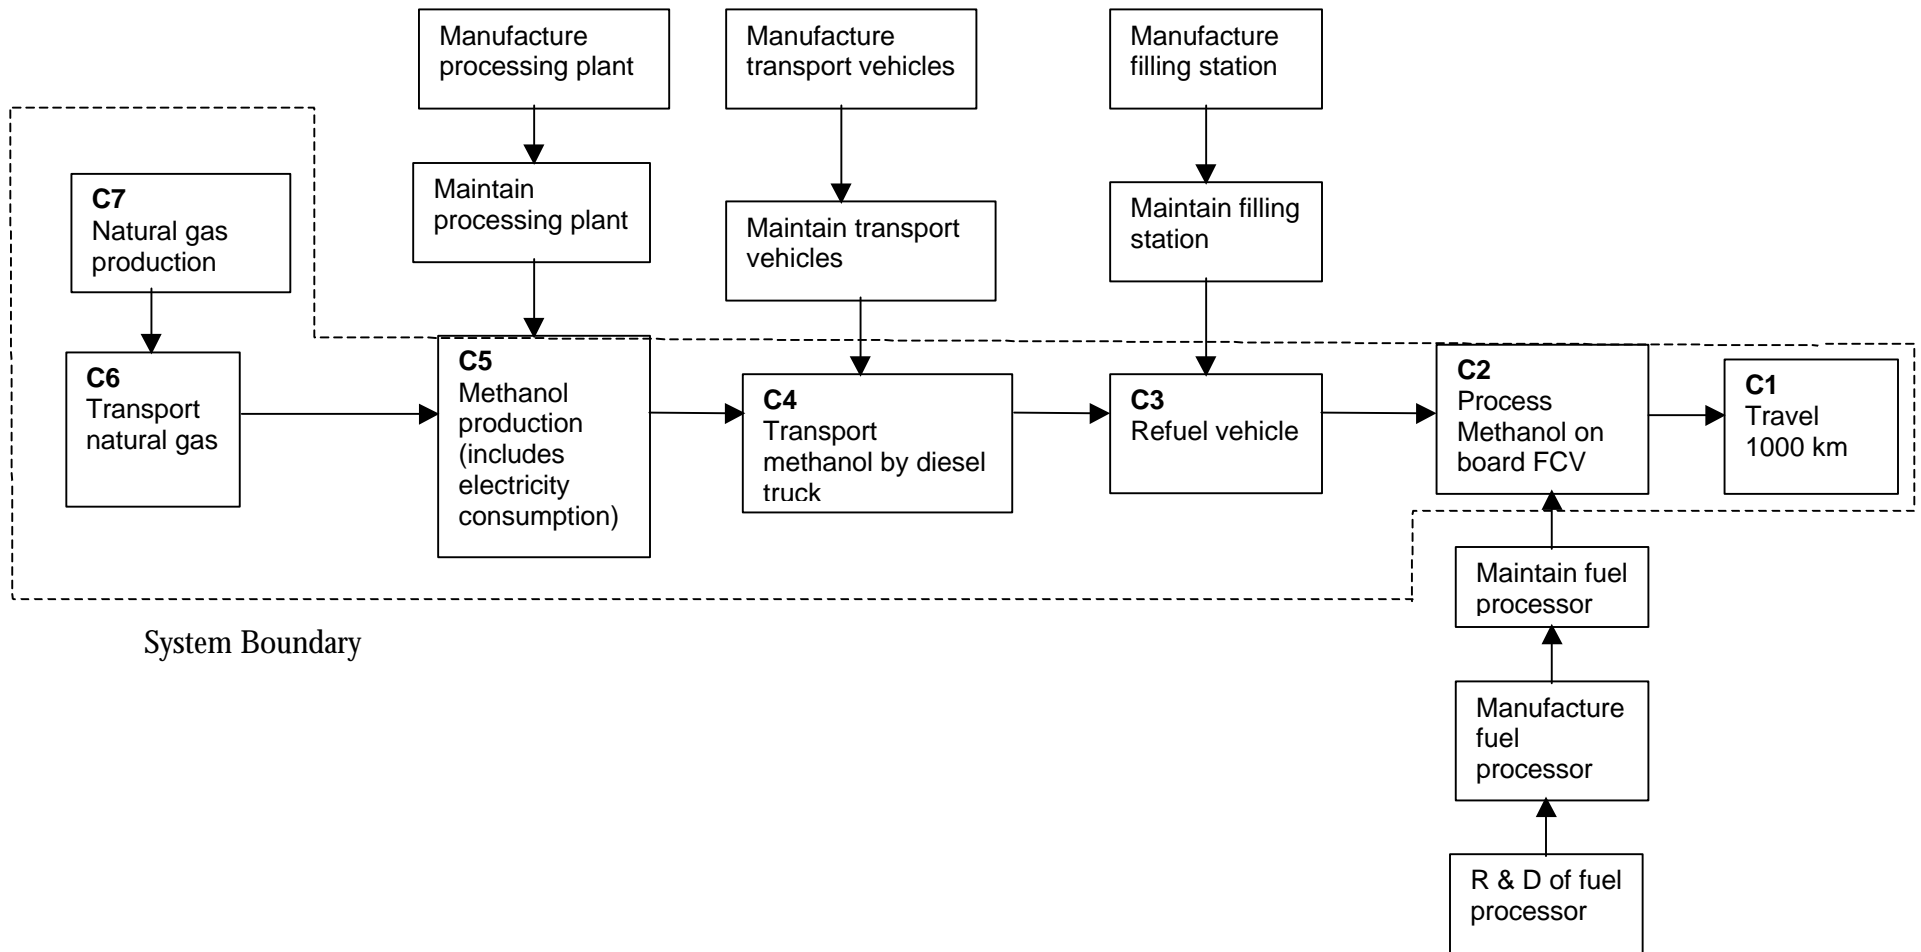 Manufacture
processing plant
Manufacture
transport vehicles
Manufacture
filling station
C7
Natural gas
production
Maintain
processing plant
Maintain transport
vehicles
Maintain filling
station
C6
Transport
natural gas
C5
Methanol
production
(includes
electricity
consumption)
C4
Transport
methanol by diesel
truck
C3
Refuel vehicle
C2
Process
Methanol on
board FCV
C1
Travel
1000 km
Maintain fuel
processor
System Boundary
Manufacture
fuel
processor
R & D of fuel
processor